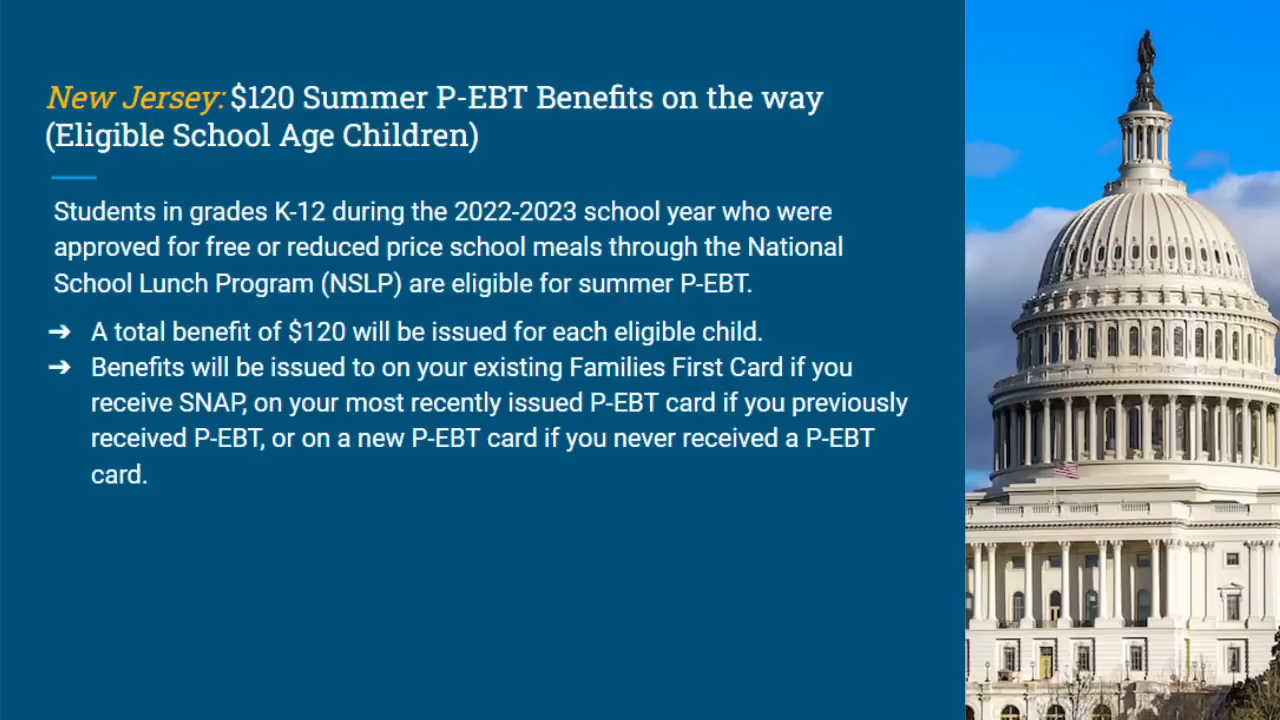 New Jersey: $120 Summer P-EBT Benefits on the way
(Eligible School Age Children)
Students in grades K-12 during the 2022-2023 school year who were
approved for free or reduced price school meals through the National
School Lunch Program (NSLP) are eligible for summer P-EBT.
➔ A total benefit of $120 will be issued for each eligible child.
➔ Benefits will be issued to on your existing Families First Card if you
receive SNAP, on your most recently issued P-EBT card if you previously
received P-EBT, or on a new P-EBT card if you never received a P-EBT
card.